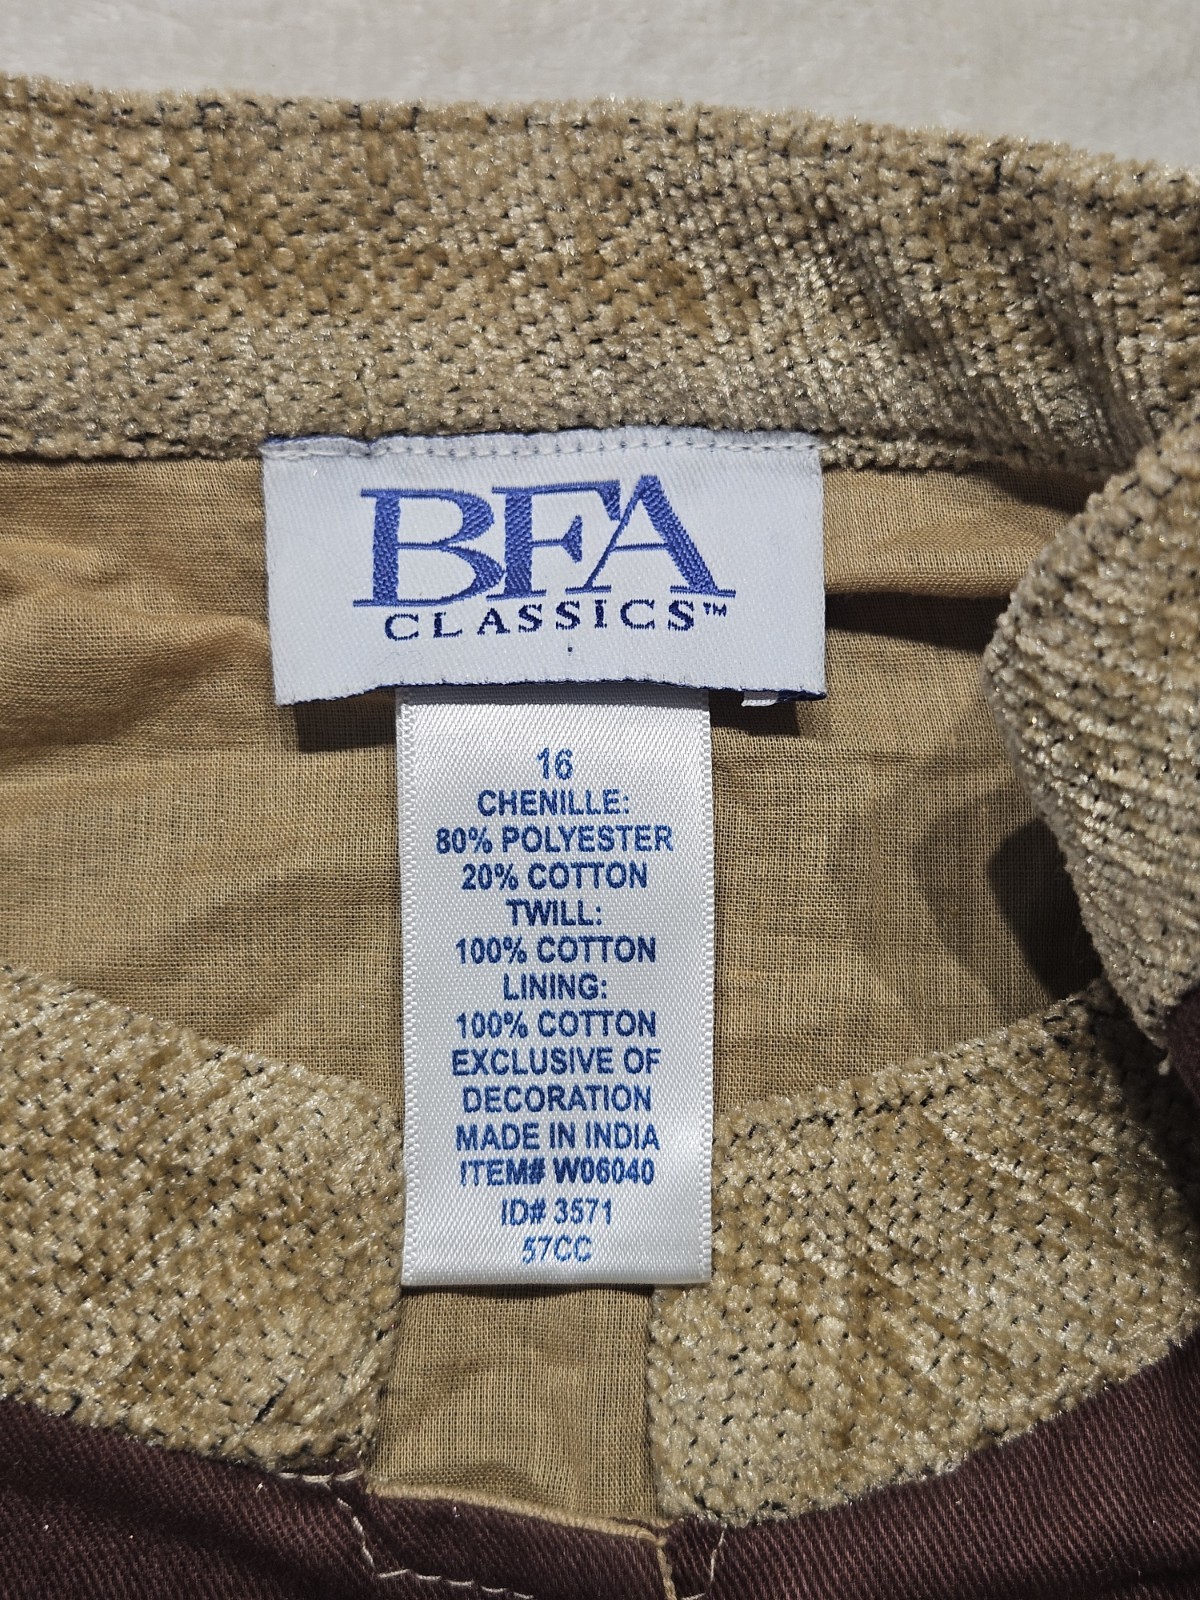 BFA
CLASSICS™
16
CHENILLE:
80% POLYESTER
20% COTTON
TWILL:
100% COTTON
LINING:
100% COTTON
EXCLUSIVE OF
DECORATION
MADE IN INDIA
ITEM# W06040
ID# 3571
57CC